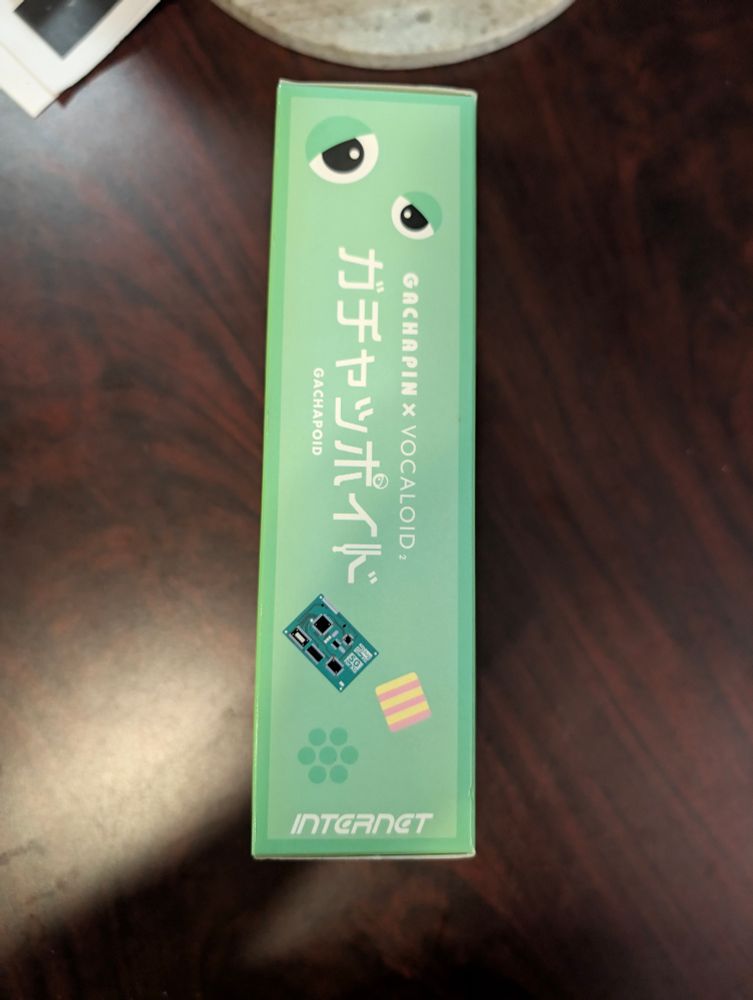 GACHAPIN × VOCALOID2
ガチャッポイド
GACHAPOID
INTERNET